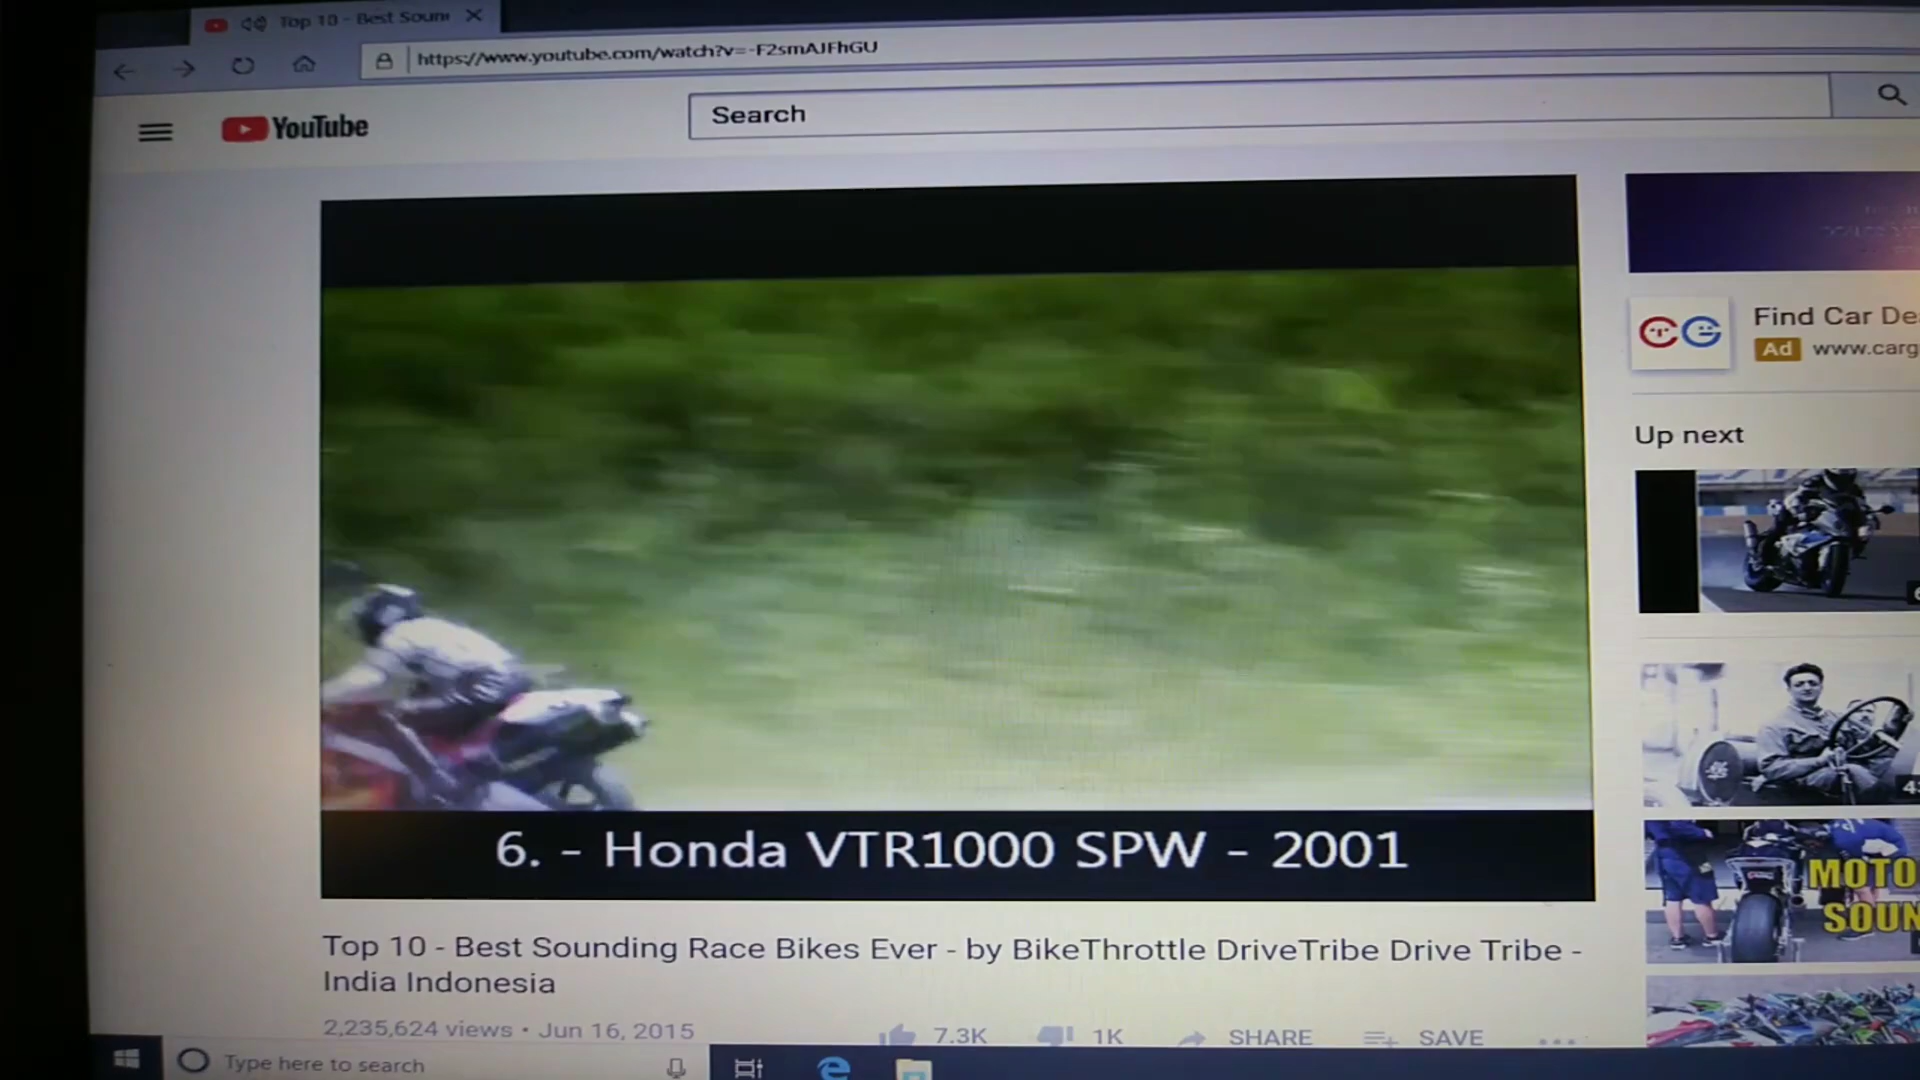 Top 10 - Best Soun
https://www.youtube.com/watch?v=-F2smAJFhGU
YouTube
Search
Find Car De
Ad www.carg
Up next
6. - Honda VTR1000 SPW - 2001
MOTO
SOUN
Top 10 - Best Sounding Race Bikes Ever - by BikeThrottle DriveTribe Drive Tribe -
India Indonesia
2,235,624 views • Jun 16, 2015
7.3K
1K
SHARE
SAVE
Type here to search